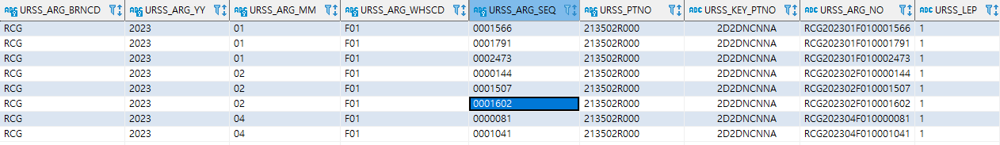 URSS_ARG_BRNCD URSS_ARG_YY URSS_ARG_MM URSS_ARG_WHSCD URSS_ARG_SEQ URSS_PTNO URSS_KEY_PTNO URSS_ARG_NO URSS_LEP
RCG 2023 01 F01 0001566 213502R000 2D2DNCNNA RCG202301F010001566 1
RCG 2023 01 F01 0001791 213502R000 2D2DNCNNA RCG202301F010001791 1
RCG 2023 01 F01 0002473 213502R000 2D2DNCNNA RCG202301F010002473 1
RCG 2023 02 F01 0000144 213502R000 2D2DNCNNA RCG202302F010000144 1
RCG 2023 02 F01 0001507 213502R000 2D2DNCNNA RCG202302F010001507 1
RCG 2023 02 F01 0001602 213502R000 2D2DNCNNA RCG202302F010001602 1
RCG 2023 04 F01 0000081 213502R000 2D2DNCNNA RCG202304F010000081 1
RCG 2023 04 F01 0001041 213502R000 2D2DNCNNA RCG202304F010001041 1